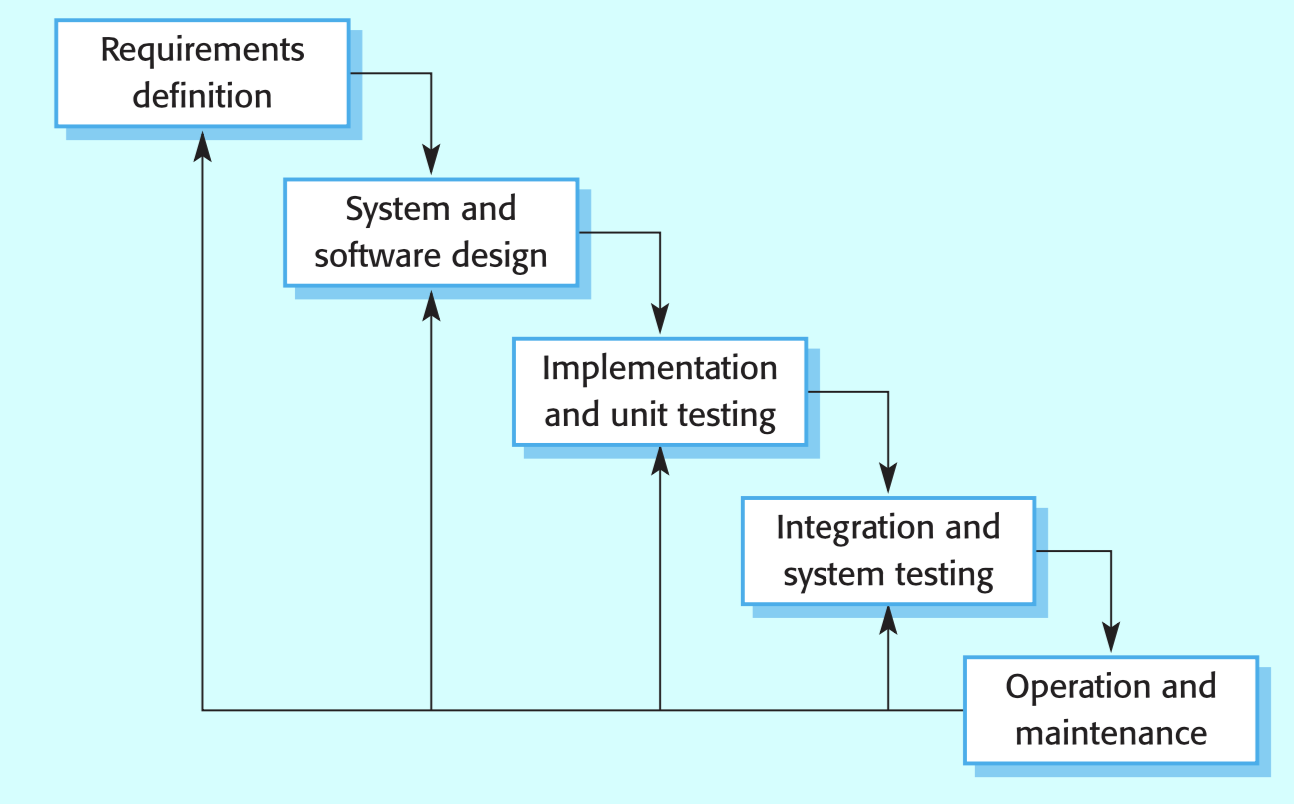 Requirements
definition
System and
software design
Implementation
and unit testing
Integration and
system testing
Operation and
maintenance